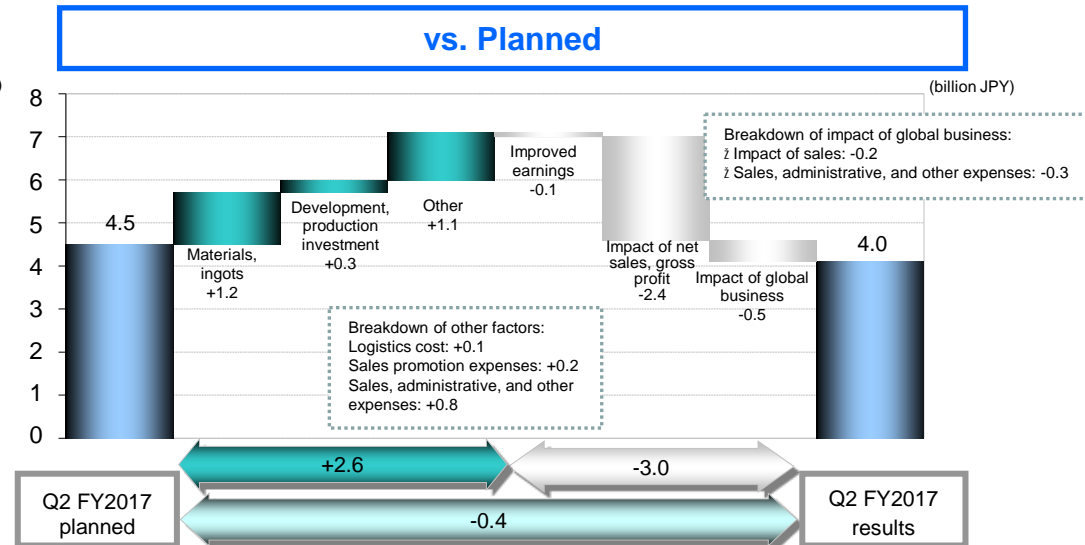 vs. Planned
)
(billion JPY)
8
7
6
5
4
3
2
1
0
4.5
Materials,
ingots
+1.2
Development,
production
investment
+0.3
Other
+1.1
Improved
earnings
-0.1
Impact of net
sales, gross
profit
-2.4
Impact of global
business
-0.5
4.0
Breakdown of impact of global business:
ž Impact of sales: -0.2
ž Sales, administrative, and other expenses: -0.3
Breakdown of other factors:
Logistics cost: +0.1
Sales promotion expenses: +0.2
Sales, administrative, and other
expenses: +0.8
+2.6
-3.0
-0.4
Q2 FY2017
planned
Q2 FY2017
results